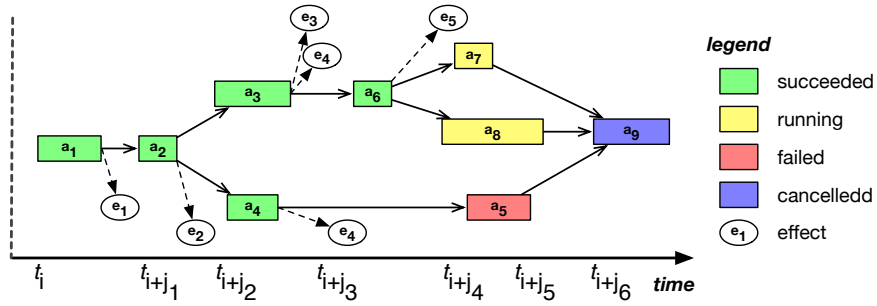 e₃
e₅
e₄
a₇
legend
succeeded
a₃
a₆
running
a₁
a₂
a₈
a₉
failed
e₁
a₄
a₅
cancelledd
e₂
e₄
e₁ effect
tᵢ
tᵢ₊ⱼ₁
tᵢ₊ⱼ₂
tᵢ₊ⱼ₃
tᵢ₊ⱼ₄
tᵢ₊ⱼ₅
tᵢ₊ⱼ₆
time